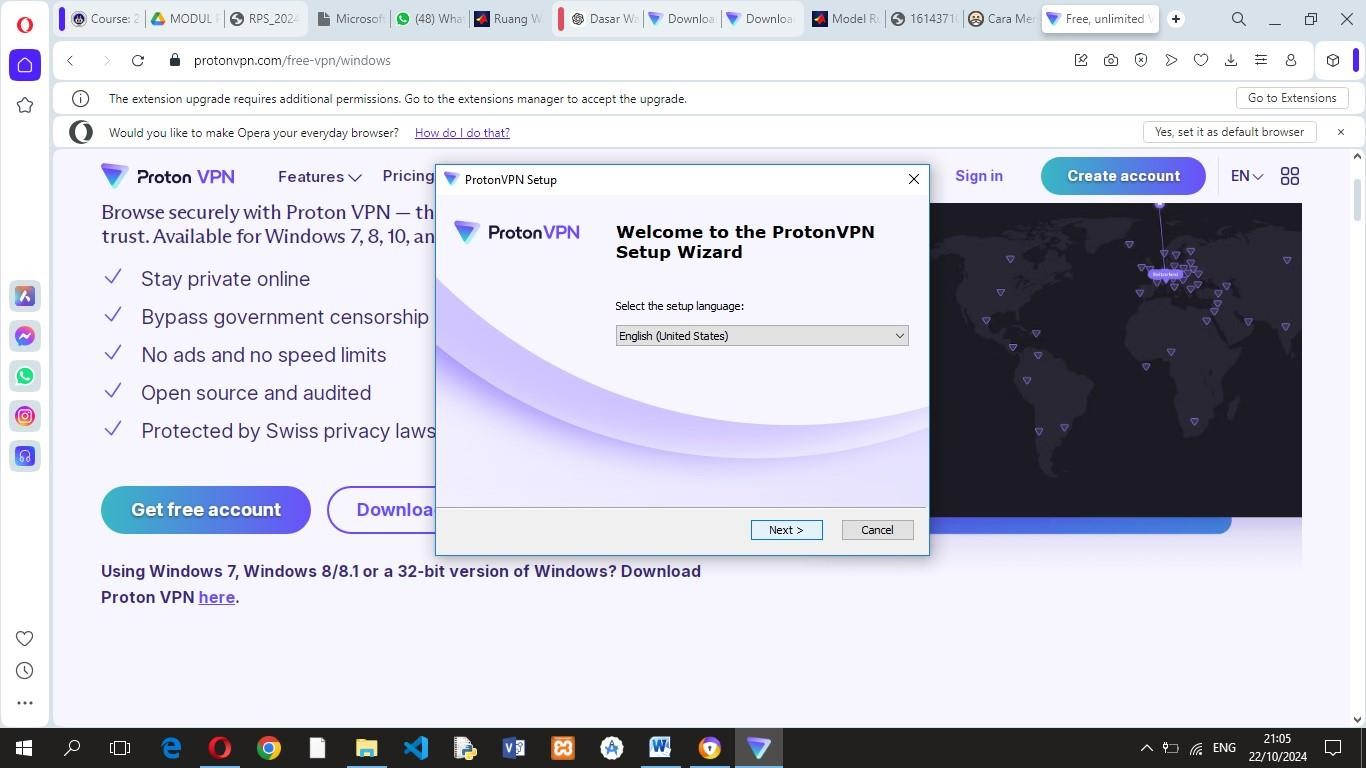 Course: 2
MODUL P
RPS_2024
Microsof
(48) Wha
Ruang W
Dasar Wa
Downloa
Downloa
Model Ru
1614371
Cara Me
Free, unlimited V
protonvpn.com/free-vpn/windows
The extension upgrade requires additional permissions. Go to the extensions manager to accept the upgrade.
Go to Extensions
Would you like to make Opera your everyday browser? How do I do that?
Yes, set it as default browser
Proton VPN
Features
Pricing
Sign in
Create account
EN
Browse securely with Proton VPN — th
trust. Available for Windows 7, 8, 10, an
Stay private online
Bypass government censorship
No ads and no speed limits
Open source and audited
Protected by Swiss privacy laws
Get free account
Downloa
Using Windows 7, Windows 8/8.1 or a 32-bit version of Windows? Download
Proton VPN here.
ProtonVPN Setup
ProtonVPN
Welcome to the ProtonVPN
Setup Wizard
Select the setup language:
English (United States)
Next >
Cancel
ENG
21:05
22/10/2024